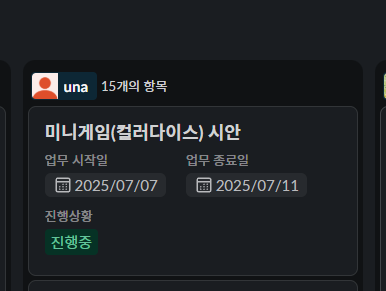 una 15개의 항목
미니게임(컬러다이스) 시안
업무 시작일 업무 종료일
2025/07/07 2025/07/11
진행상황
진행중